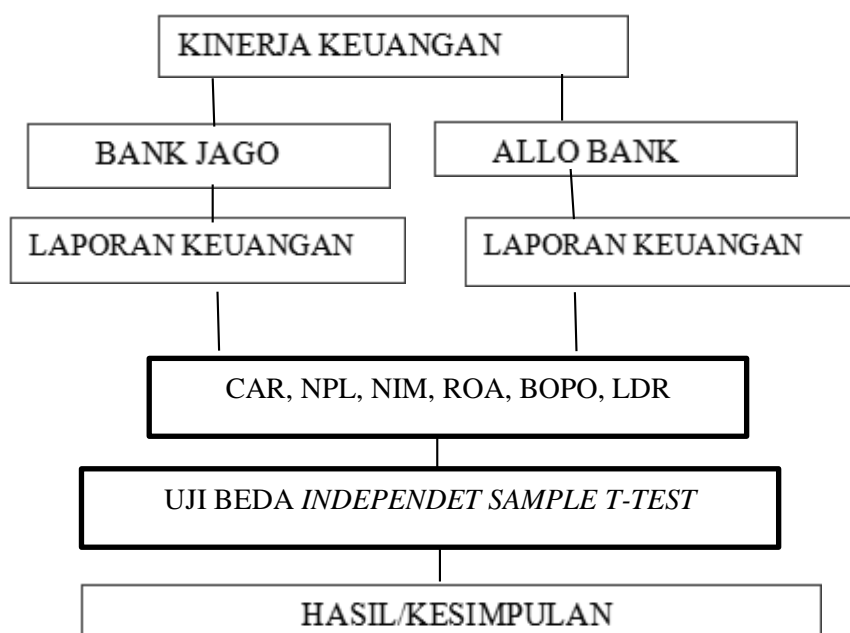 KINERJA KEUANGAN
BANK JAGO
ALLO BANK
LAPORAN KEUANGAN
LAPORAN KEUANGAN
CAR, NPL, NIM, ROA, BOPO, LDR
UJI BEDA INDEPENDET SAMPLE T-TEST
HASIL/KESIMPULAN